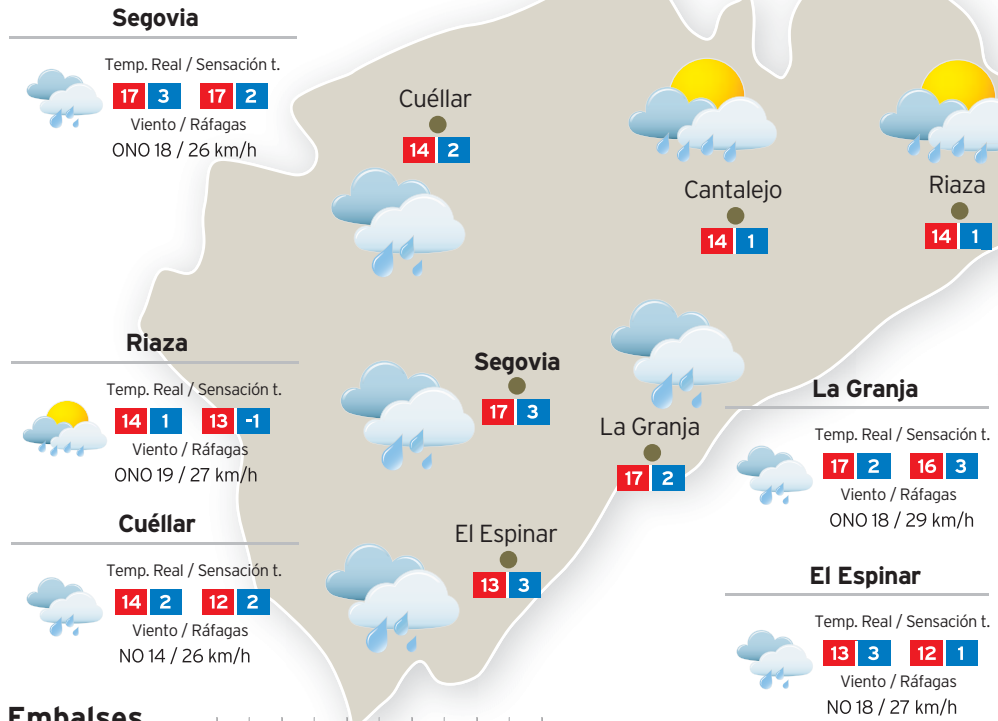 Segovia
Temp. Real / Sensación t.
17 3 17 2
Viento / Ráfagas
ONO 18 / 26 km/h
Cuéllar
14 2
Cantalejo
14 1
Riaza
14 1
Riaza
Temp. Real / Sensación t.
14 1 13 -1
Viento / Ráfagas
ONO 19 / 27 km/h
Segovia
17 3
La Granja
17 2
La Granja
Temp. Real / Sensación t.
17 2 16 3
Viento / Ráfagas
ONO 18 / 29 km/h
Cuéllar
Temp. Real / Sensación t.
14 2 12 2
Viento / Ráfagas
NO 14 / 26 km/h
El Espinar
13 3
El Espinar
Temp. Real / Sensación t.
13 3 12 1
Viento / Ráfagas
NO 18 / 27 km/h
Embalses